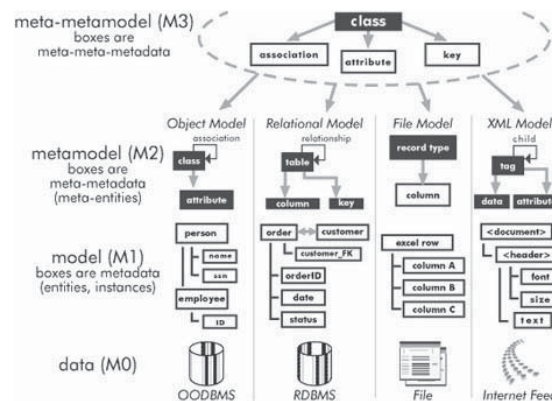 meta-metamodel (M3)
boxes are
meta-meta-metadata
class
association
attribute
key
Object Model
Relational Model
File Model
XML Model
metamodel (M2)
boxes are
meta-metadata
(meta-entities)
association
class
attribute
relationship
table
column
key
record type
column
child
tag
data
attribute
model (M1)
boxes are metadata
(entities, instances)
person
name
ssn
employee
ID
order
customer
customer_FK
orderID
date
status
excel row
column A
column B
column C
<document>
<header>
font
size
text
data (M0)
OODBMS
RDBMS
File
Internet Feed